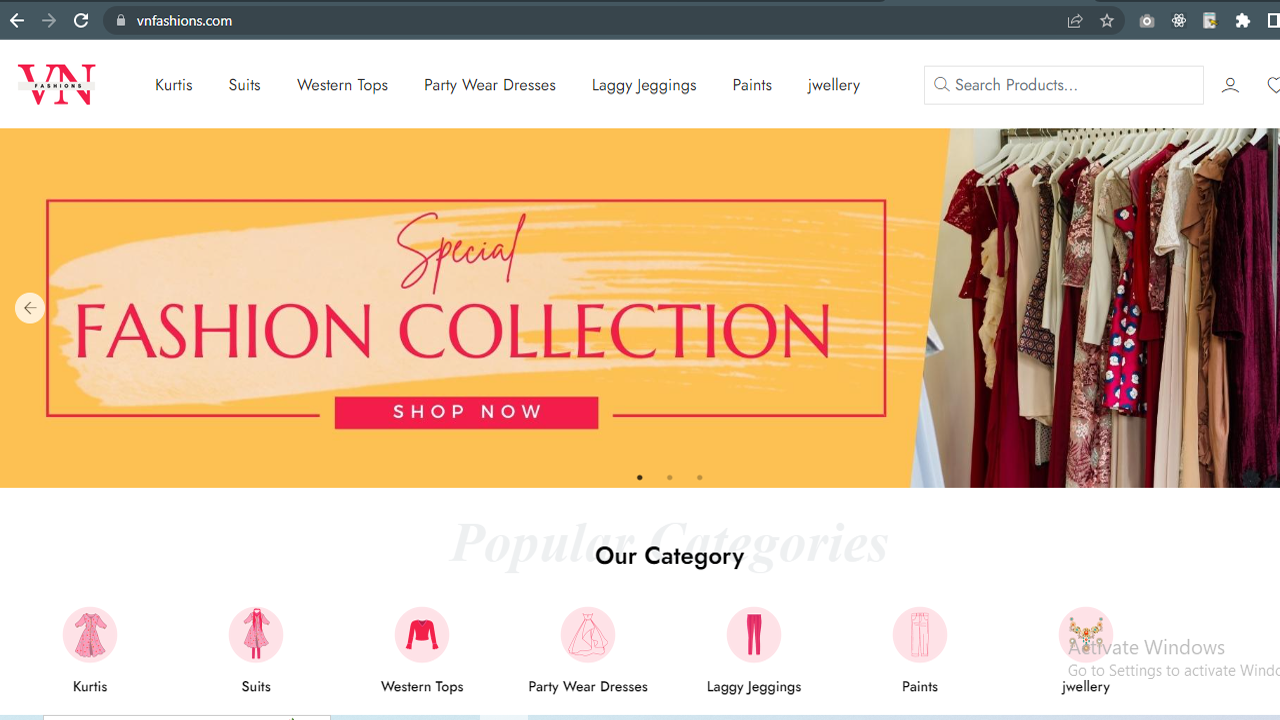 vnfashions.com
VN
FASHIONS
Kurtis Suits Western Tops Party Wear Dresses Laggy Jeggings Paints jwellery
Search Products...
Special
FASHION COLLECTION
SHOP NOW
Popular Categories
Our Category
Kurtis Suits Western Tops Party Wear Dresses Laggy Jeggings Paints jwellery
Activate Windows
Go to Settings to activate Windo